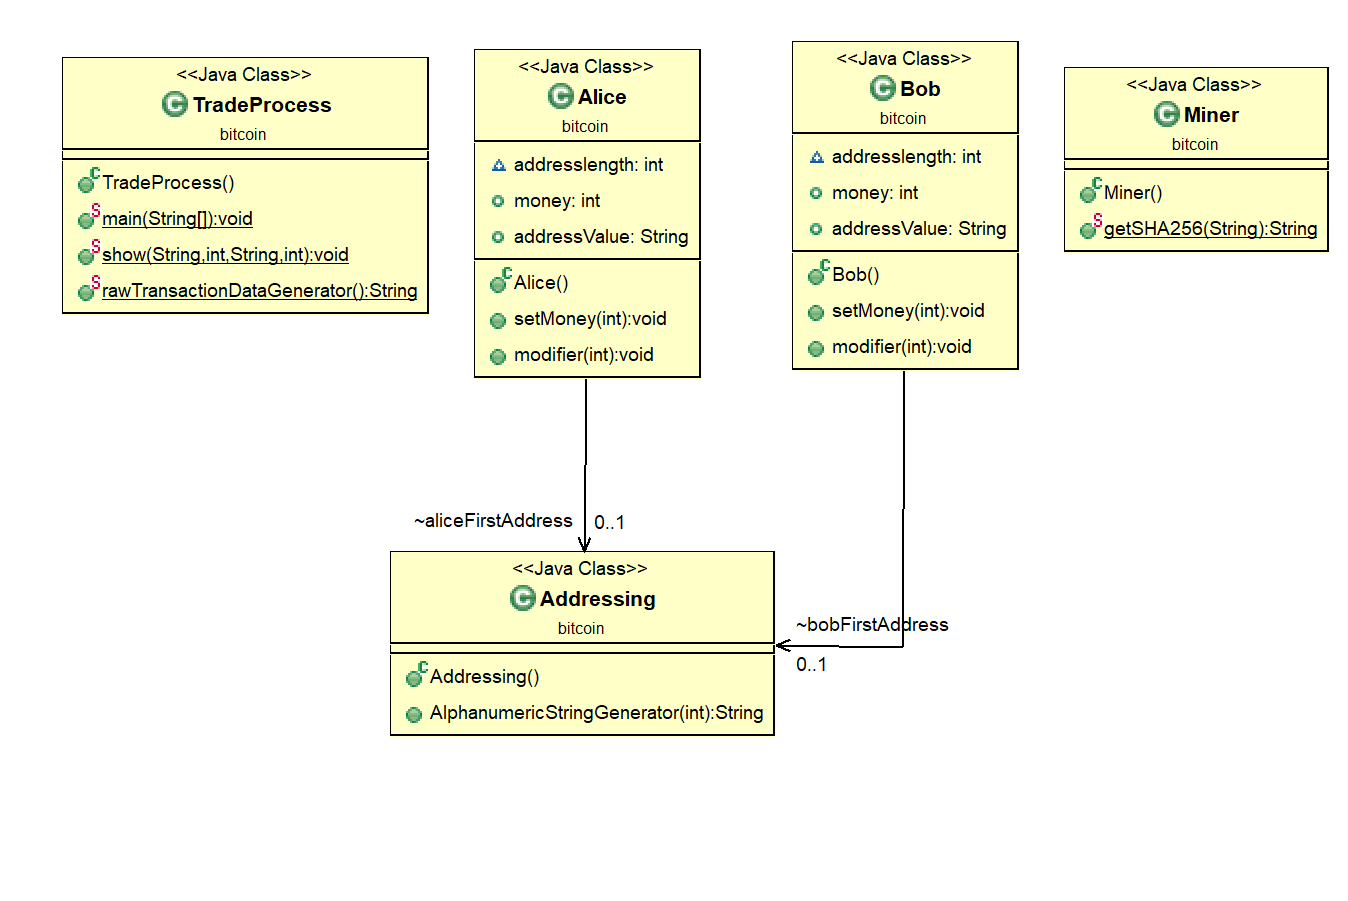 <<Java Class>>
TradeProcess
bitcoin
TradeProcess()
main(String[]):void
show(String,int,String,int):void
rawTransactionDataGenerator():String
<<Java Class>>
Alice
bitcoin
addresslength: int
money: int
addressValue: String
Alice()
setMoney(int):void
modifier(int):void
<<Java Class>>
Bob
bitcoin
addresslength: int
money: int
addressValue: String
Bob()
setMoney(int):void
modifier(int):void
<<Java Class>>
Miner
bitcoin
Miner()
getSHA256(String):String
~aliceFirstAddress
0..1
<<Java Class>>
Addressing
bitcoin
Addressing()
AlphanumericStringGenerator(int):String
~bobFirstAddress
0..1